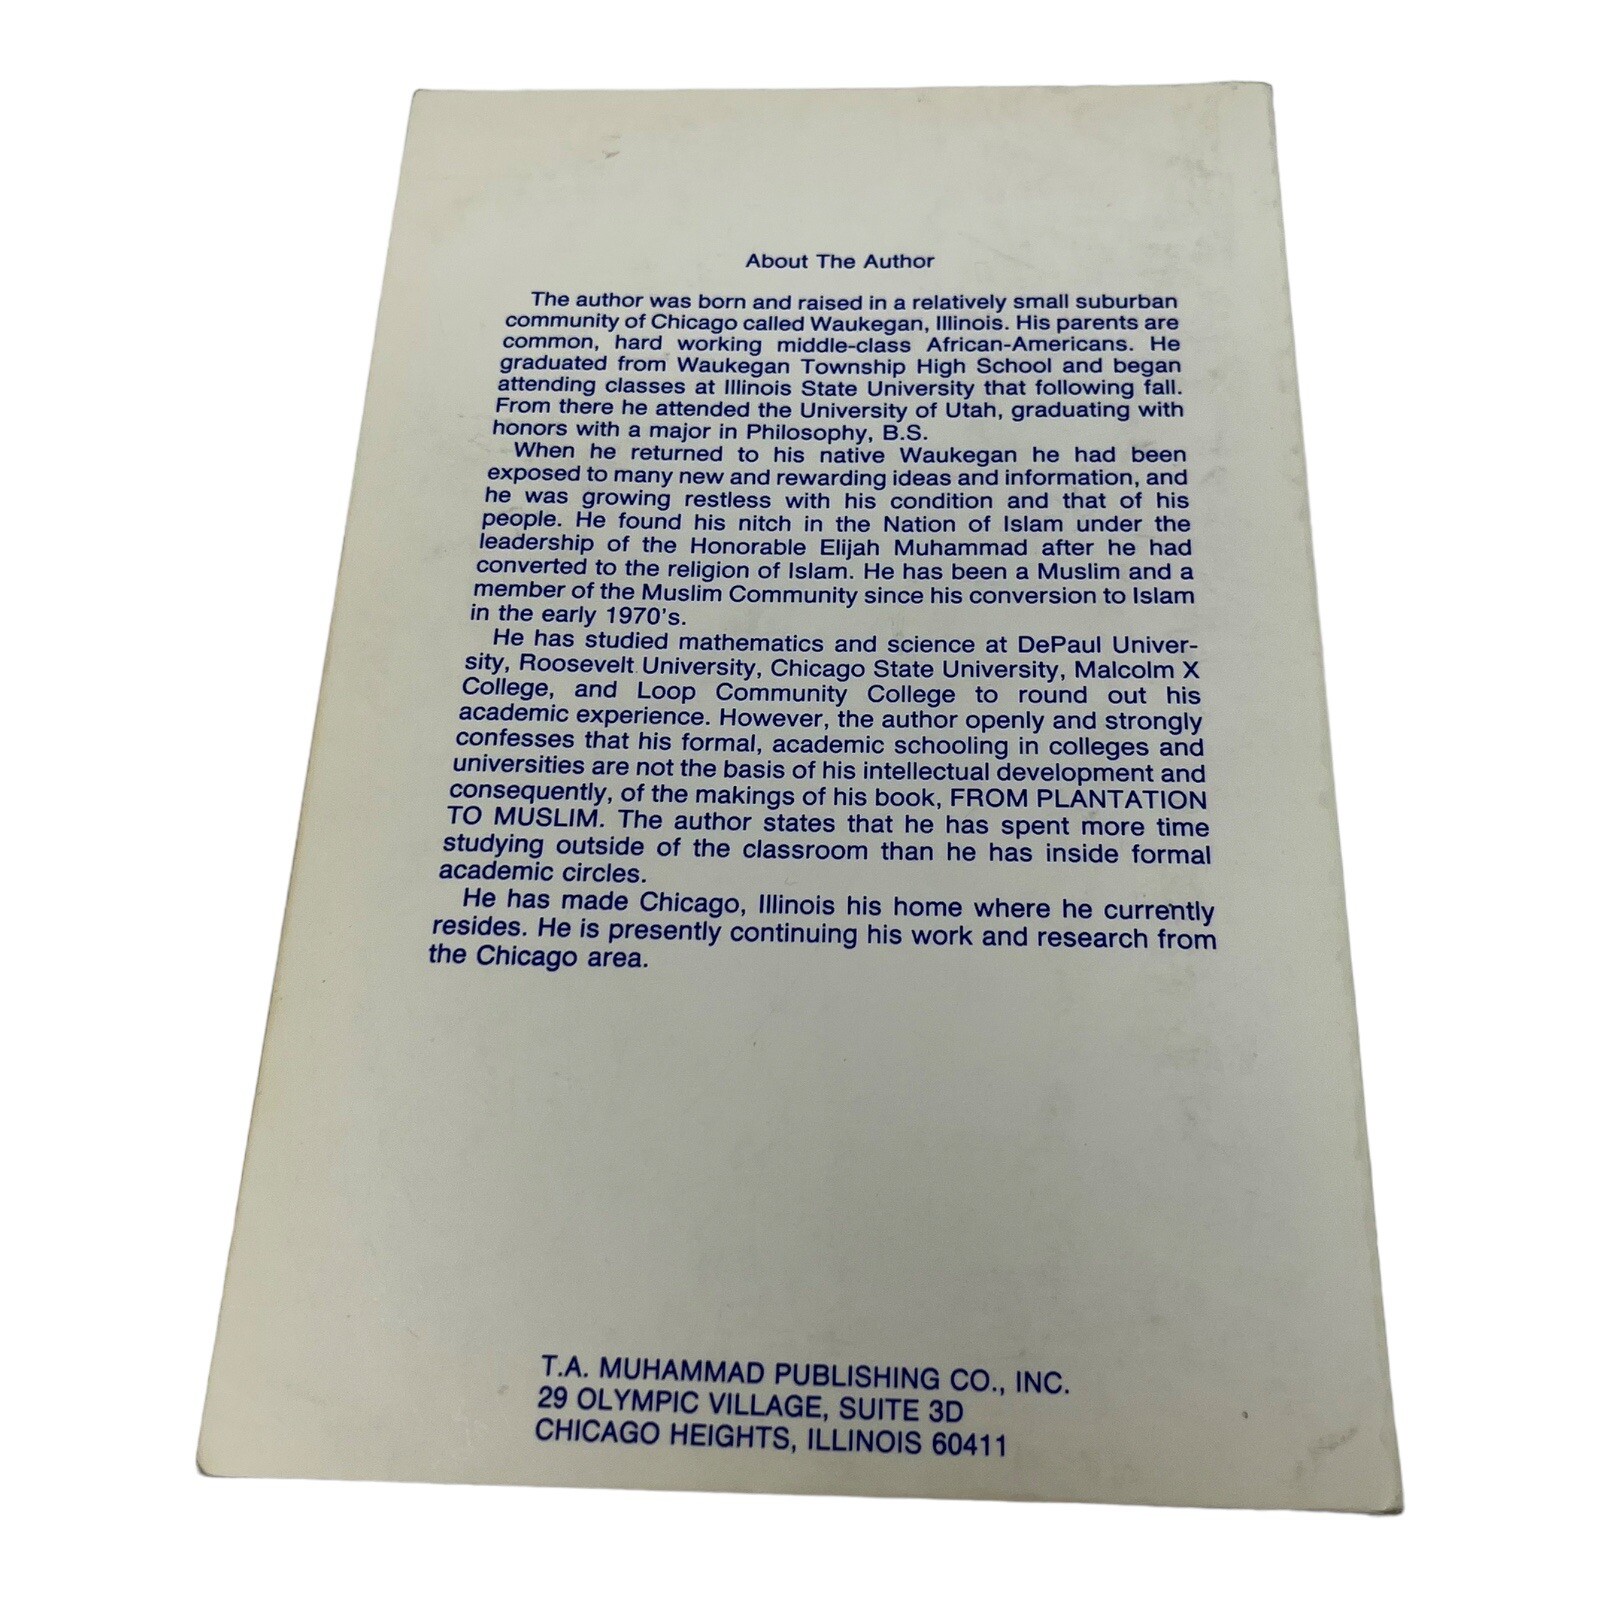 About The Author
The author was born and raised in a relatively small suburban
community of Chicago called Waukegan, Illinois. His parents are
common, hard working middle-class African-Americans. He
graduated from Waukegan Township High School and began
attending classes at Illinois State University that following fall.
From there he attended the University of Utah, graduating with
honors with a major in Philosophy, B.S.
When he returned to his native Waukegan he had been
exposed to many new and rewarding ideas and information, and
he was growing restless with his condition and that of his
people. He found his nitch in the Nation of Islam under the
leadership of the Honorable Elijah Muhammad after he had
converted to the religion of Islam. He has been a Muslim and a
member of the Muslim Community since his conversion to Islam
in the early 1970's.
He has studied mathematics and science at DePaul Univer-
sity, Roosevelt University, Chicago State University, Malcolm X
College, and Loop Community College to round out his
academic experience. However, the author openly and strongly
confesses that his formal, academic schooling in colleges and
universities are not the basis of his intellectual development and
consequently, of the makings of his book, FROM PLANTATION
TO MUSLIM. The author states that he has spent more time
studying outside of the classroom than he has inside formal
academic circles.
He has made Chicago, Illinois his home where he currently
resides. He is presently continuing his work and research from
the Chicago area.
T.A. MUHAMMAD PUBLISHING CO., INC.
29 OLYMPIC VILLAGE, SUITE 3D
CHICAGO HEIGHTS, ILLINOIS 60411